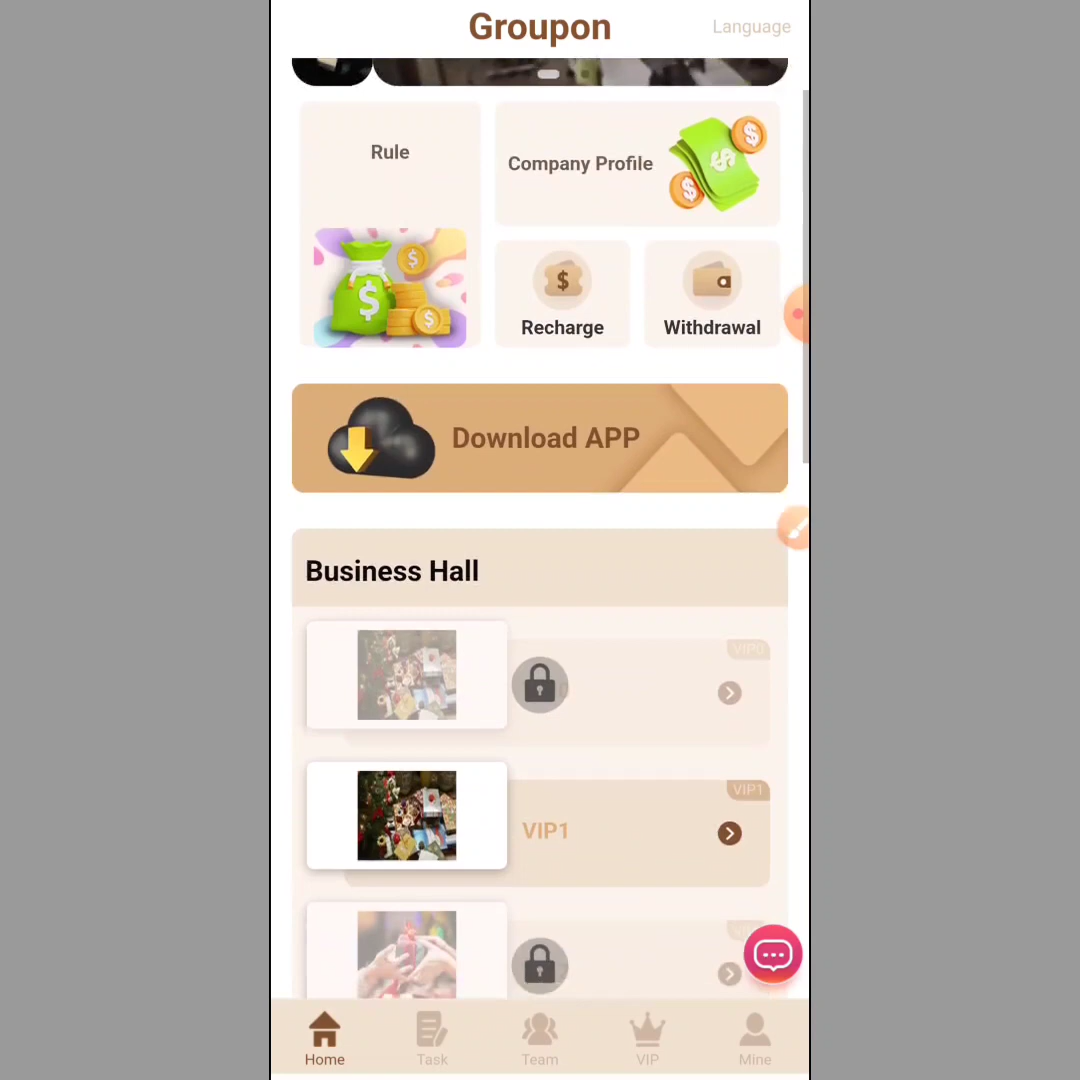 Groupon
Language
Rule
Company Profile
Recharge
Withdrawal
Download APP
Business Hall
VIP0
VIP1
VIP1
Home
Task
Team
VIP
Mine